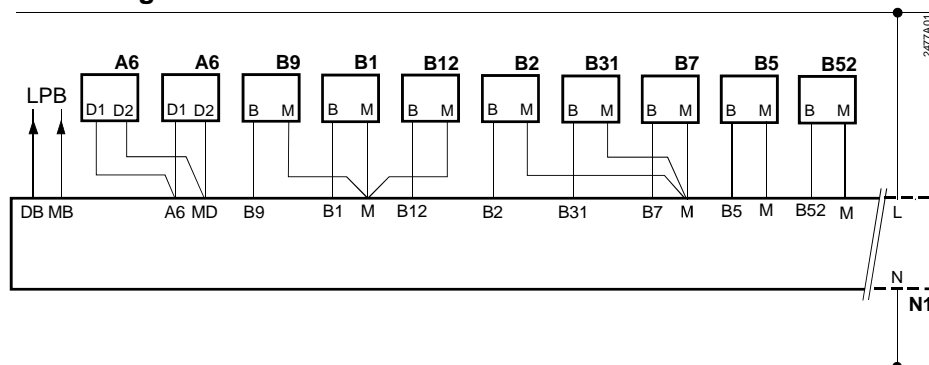 A6 A6 B9 B1 B12 B2 B31 B7 B5 B52
2477A01
LPB
D1 D2 D1 D2 B M B M B M B M B M B M B M B M
DB MB A6 MD B9 B1 M B12 B2 B31 B7 M B5 M B52 M L
N
N1